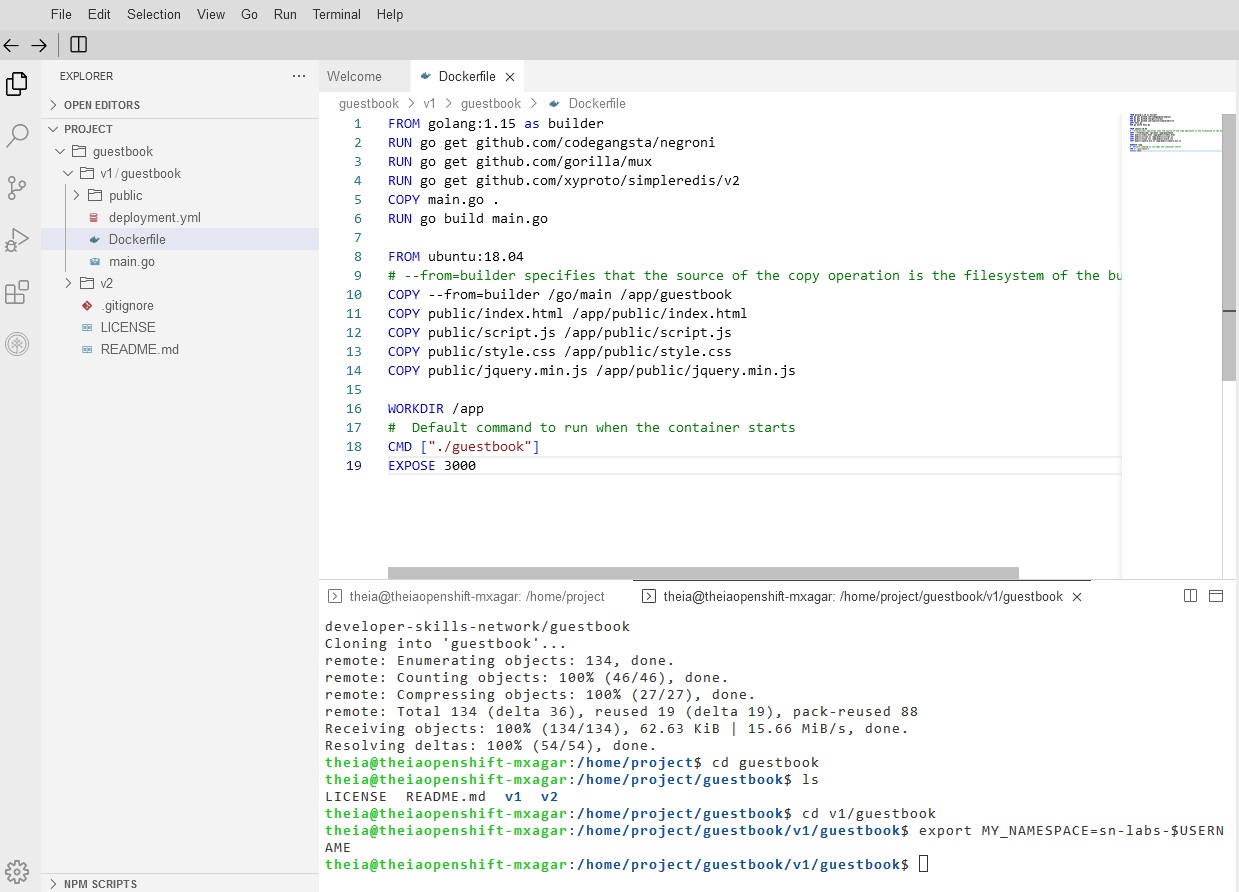 File Edit Selection View Go Run Terminal Help
EXPLORER
OPEN EDITORS
PROJECT
guestbook
v1 / guestbook
public
deployment.yml
Dockerfile
main.go
v2
.gitignore
LICENSE
README.md
NPM SCRIPTS
Welcome Dockerfile
guestbook > v1 > guestbook > Dockerfile
1 FROM golang:1.15 as builder
2 RUN go get github.com/codegangsta/negroni
3 RUN go get github.com/gorilla/mux
4 RUN go get github.com/xyproto/simpleredis/v2
5 COPY main.go .
6 RUN go build main.go
7
8 FROM ubuntu:18.04
9 # --from=builder specifies that the source of the copy operation is the filesystem of the bu
10 COPY --from=builder /go/main /app/guestbook
11 COPY public/index.html /app/public/index.html
12 COPY public/script.js /app/public/script.js
13 COPY public/style.css /app/public/style.css
14 COPY public/jquery.min.js /app/public/jquery.min.js
15
16 WORKDIR /app
17 #  Default command to run when the container starts
18 CMD ["./guestbook"]
19 EXPOSE 3000
theia@theiaopenshift-mxagar: /home/project theia@theiaopenshift-mxagar: /home/project/guestbook/v1/guestbook
developer-skills-network/guestbook
Cloning into 'guestbook'...
remote: Enumerating objects: 134, done.
remote: Counting objects: 100% (46/46), done.
remote: Compressing objects: 100% (27/27), done.
remote: Total 134 (delta 36), reused 19 (delta 19), pack-reused 88
Receiving objects: 100% (134/134), 62.63 KiB | 15.66 MiB/s, done.
Resolving deltas: 100% (54/54), done.
theia@theiaopenshift-mxagar:/home/project$ cd guestbook
theia@theiaopenshift-mxagar:/home/project/guestbook$ ls
LICENSE  README.md  v1  v2
theia@theiaopenshift-mxagar:/home/project/guestbook$ cd v1/guestbook
theia@theiaopenshift-mxagar:/home/project/guestbook/v1/guestbook$ export MY_NAMESPACE=sn-labs-$USERN
AME
theia@theiaopenshift-mxagar:/home/project/guestbook/v1/guestbook$